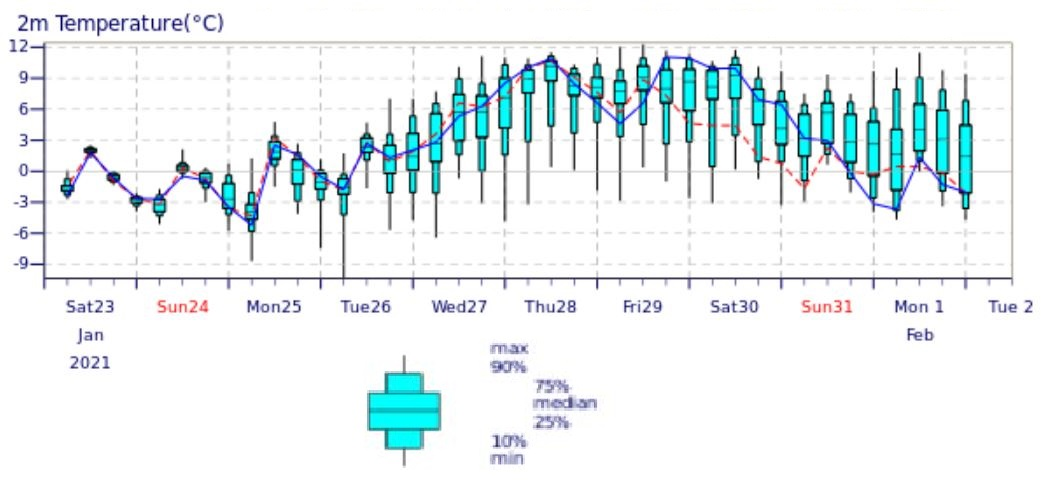 2m Temperature(°C)
12
9
6
3
0
-3
-6
-9
Sat23 Sun24 Mon25 Tue26 Wed27 Thu28 Fri29 Sat30 Sun31 Mon 1 Tue 2
Jan Feb
2021
max
90%
75%
median
25%
10%
min